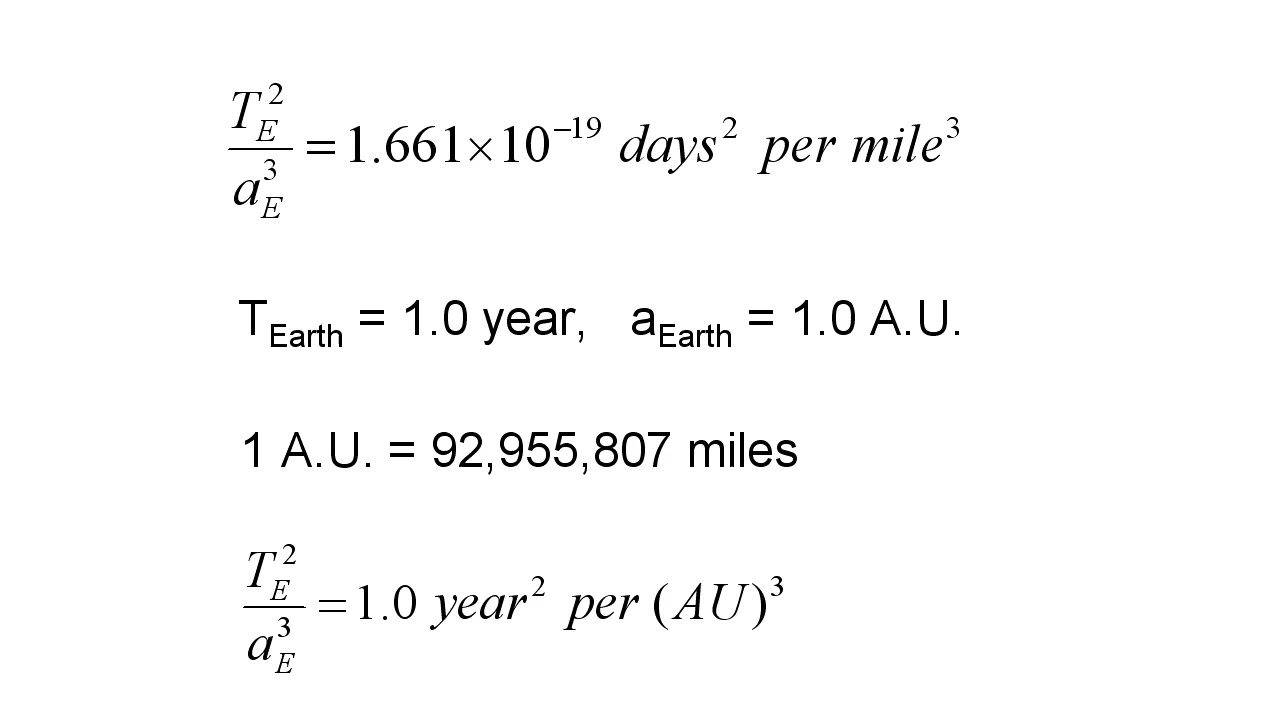 T_E^2 / a_E^3 = 1.661×10^−19 days^2 per mile^3
T_Earth = 1.0 year, a_Earth = 1.0 A.U.
1 A.U. = 92,955,807 miles
T_E^2 / a_E^3 = 1.0 year^2 per (AU)^3